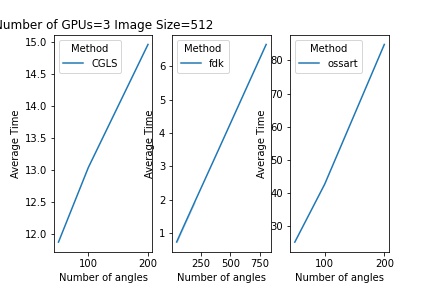 Number of GPUs=3 Image Size=512
Method
CGLS
15.0
14.5
14.0
13.5
13.0
12.5
12.0
Average Time
100
200
Number of angles
Method
fdk
6
5
4
3
2
1
Average Time
250
500
750
Number of angles
Method
ossart
80
70
60
50
40
30
Average Time
100
200
Number of angles